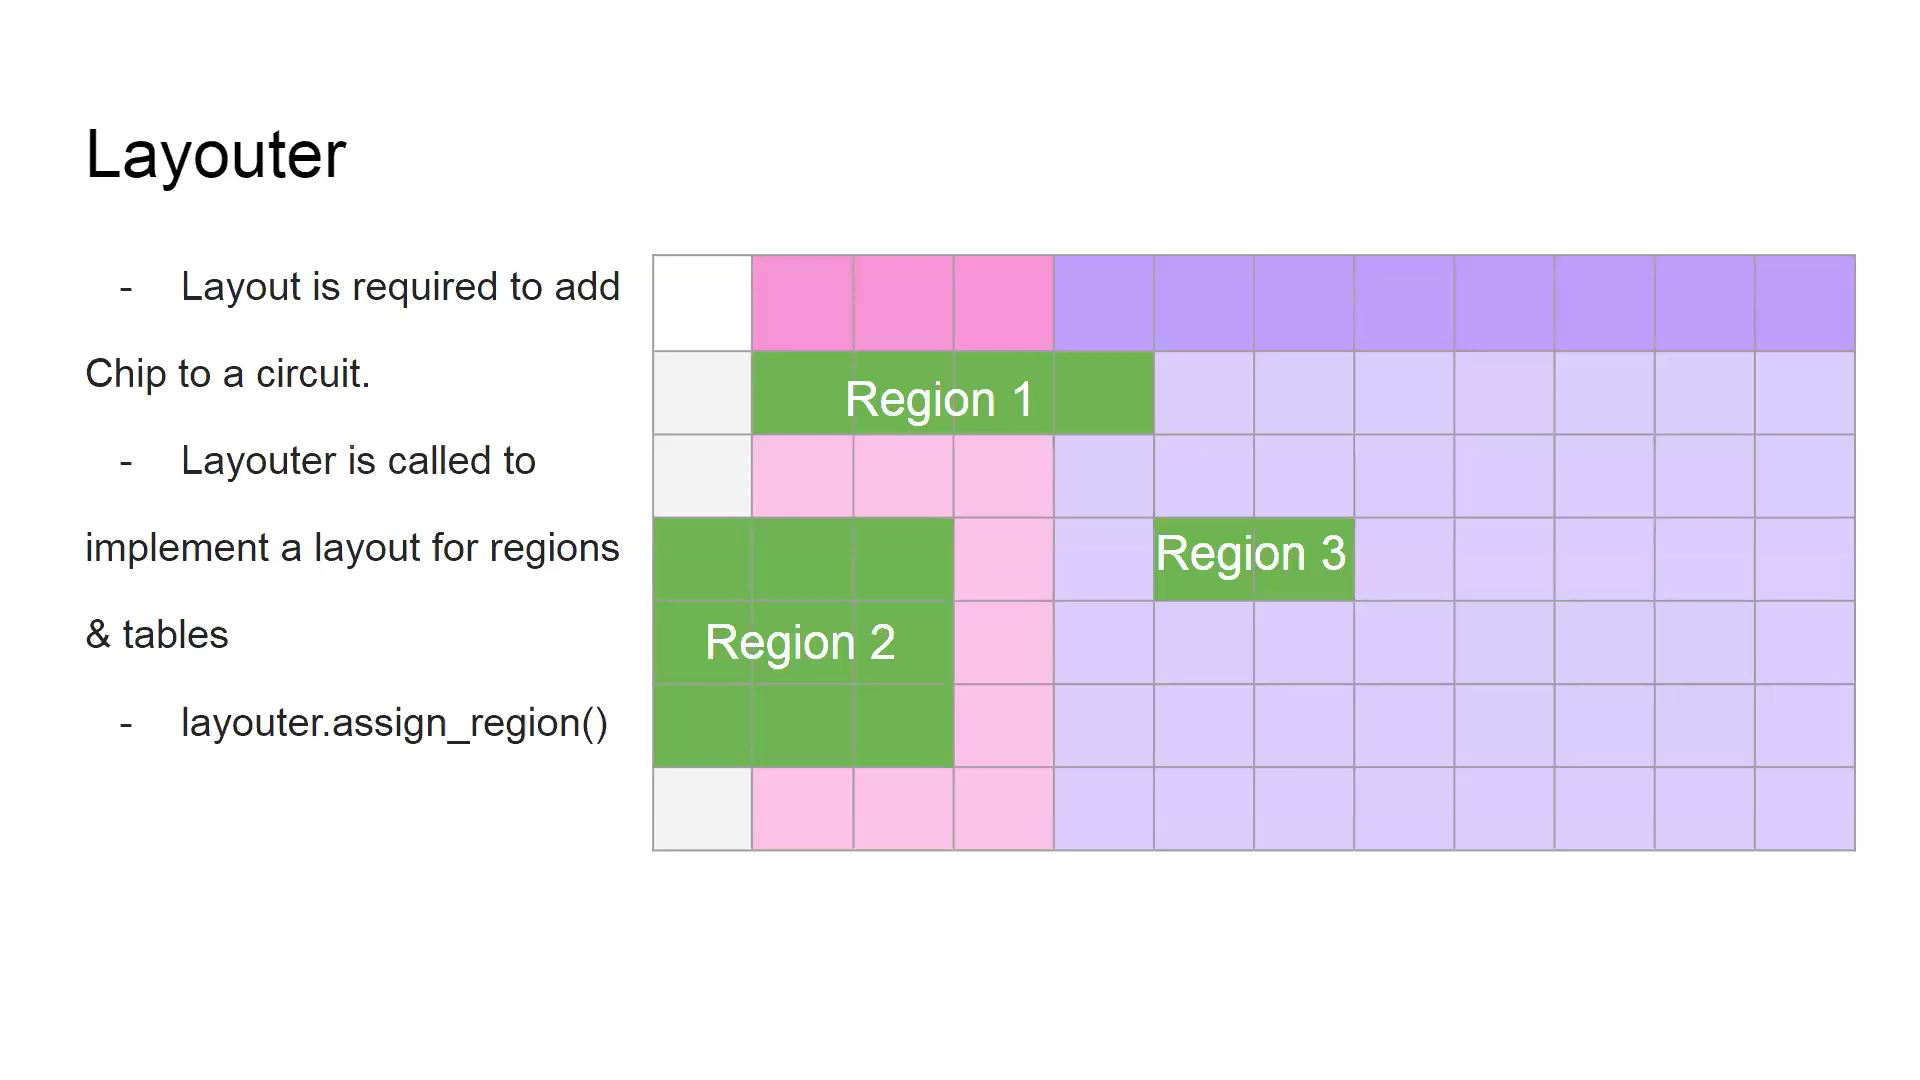 Layouter
- Layout is required to add
Chip to a circuit.
- Layouter is called to
implement a layout for regions
& tables
- layouter.assign_region()
Region 1
Region 3
Region 2